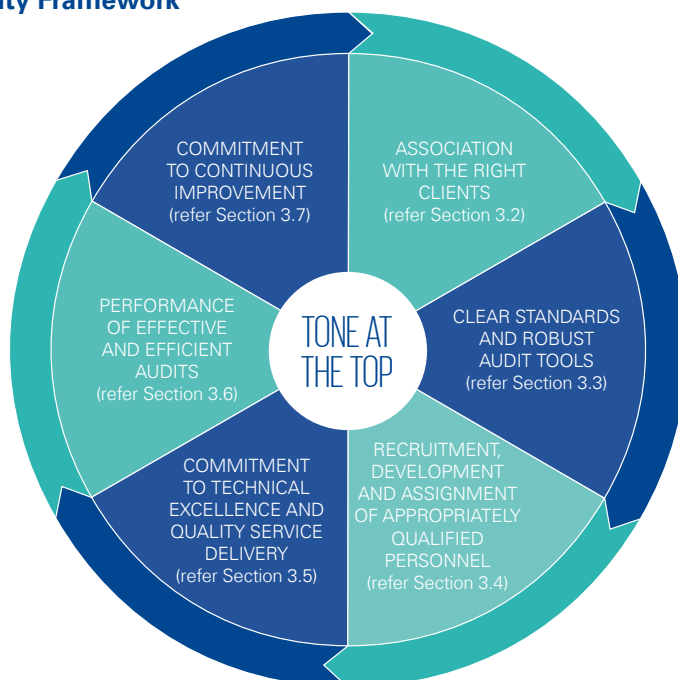 ity Framework
COMMITMENT
TO CONTINUOUS
IMPROVEMENT
(refer Section 3.7)
ASSOCIATION
WITH THE RIGHT
CLIENTS
(refer Section 3.2)
CLEAR STANDARDS
AND ROBUST
AUDIT TOOLS
(refer Section 3.3)
RECRUITMENT,
DEVELOPMENT
AND ASSIGNMENT
OF APPROPRIATELY
QUALIFIED
PERSONNEL
(refer Section 3.4)
COMMITMENT
TO TECHNICAL
EXCELLENCE AND
QUALITY SERVICE
DELIVERY
(refer Section 3.5)
PERFORMANCE
OF EFFECTIVE
AND EFFICIENT
AUDITS
(refer Section 3.6)
TONE AT
THE TOP